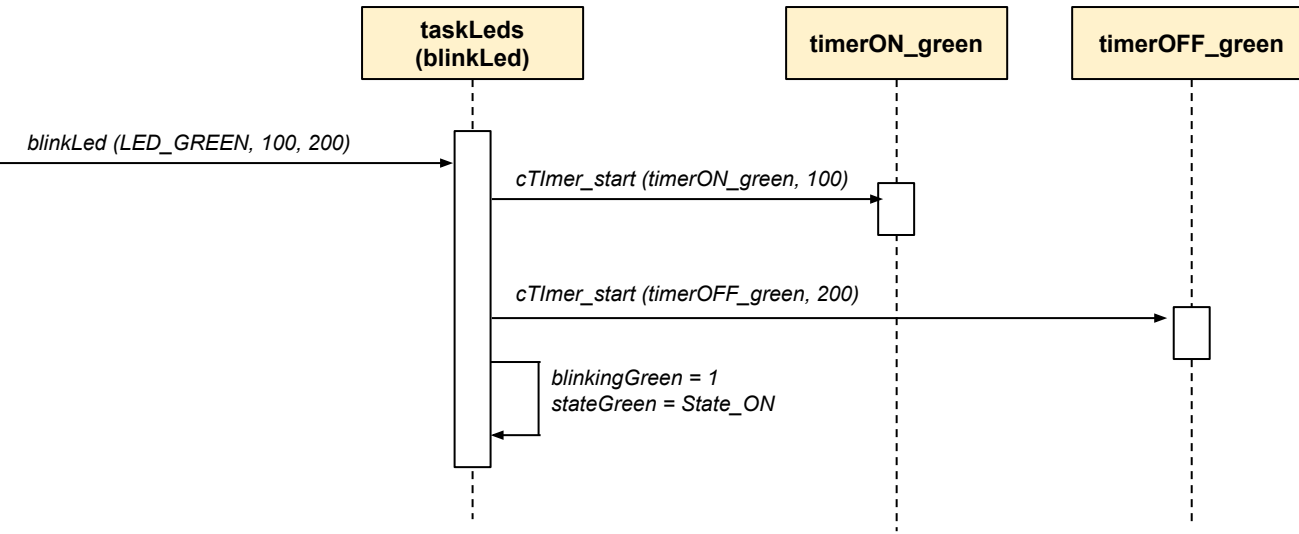 taskLeds
(blinkLed)
timerON_green
timerOFF_green
blinkLed (LED_GREEN, 100, 200)
cTImer_start (timerON_green, 100)
cTImer_start (timerOFF_green, 200)
blinkingGreen = 1
stateGreen = State_ON